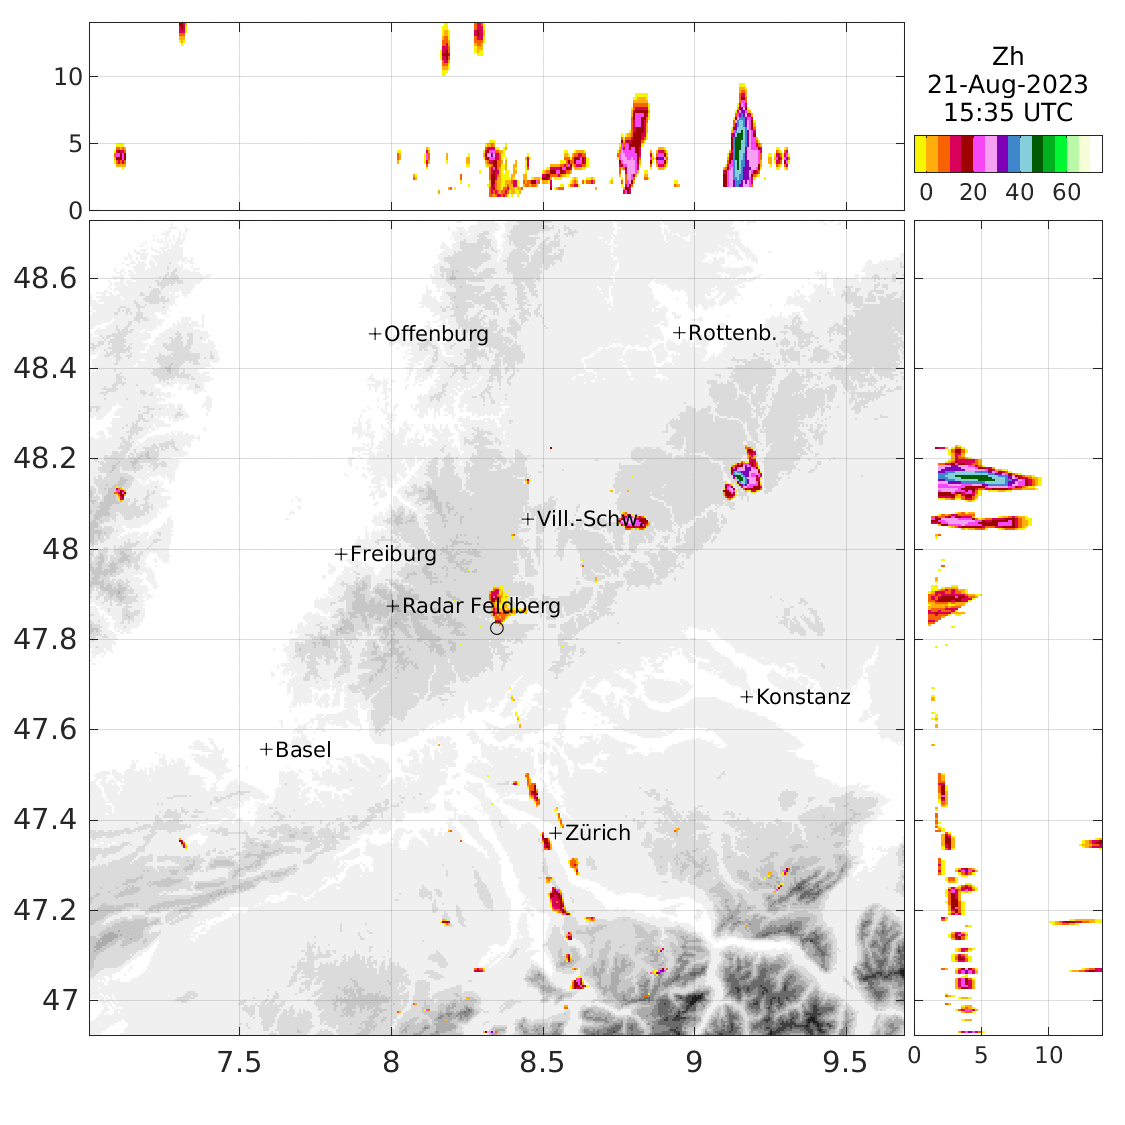 10
5
0
Zh
21-Aug-2023
15:35 UTC
0 20 40 60
48.6
48.4
48.2
48
47.8
47.6
47.4
47.2
47
Offenburg
Rottenb.
Vill.-Schw.
Freiburg
Radar Feldberg
Konstanz
Basel
Zürich
7.5 8 8.5 9 9.5
0 5 10